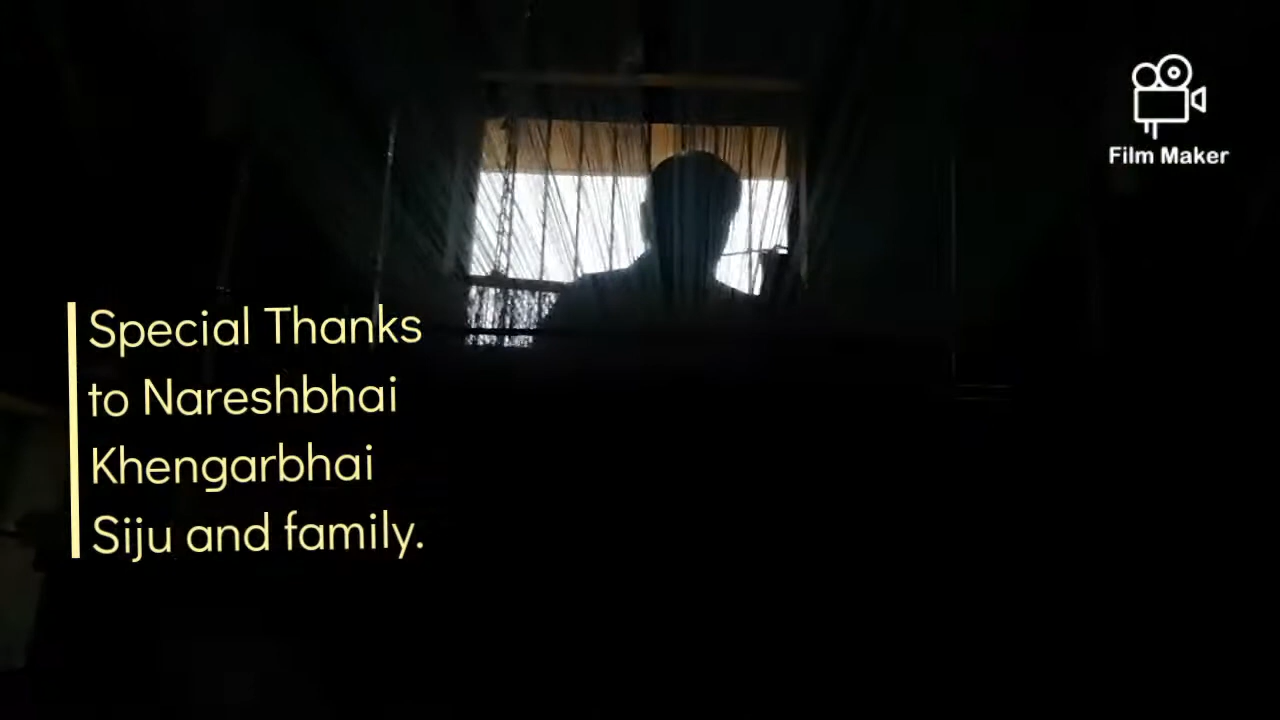 Film Maker
Special Thanks
to Nareshbhai
Khengarbhai
Siju and family.